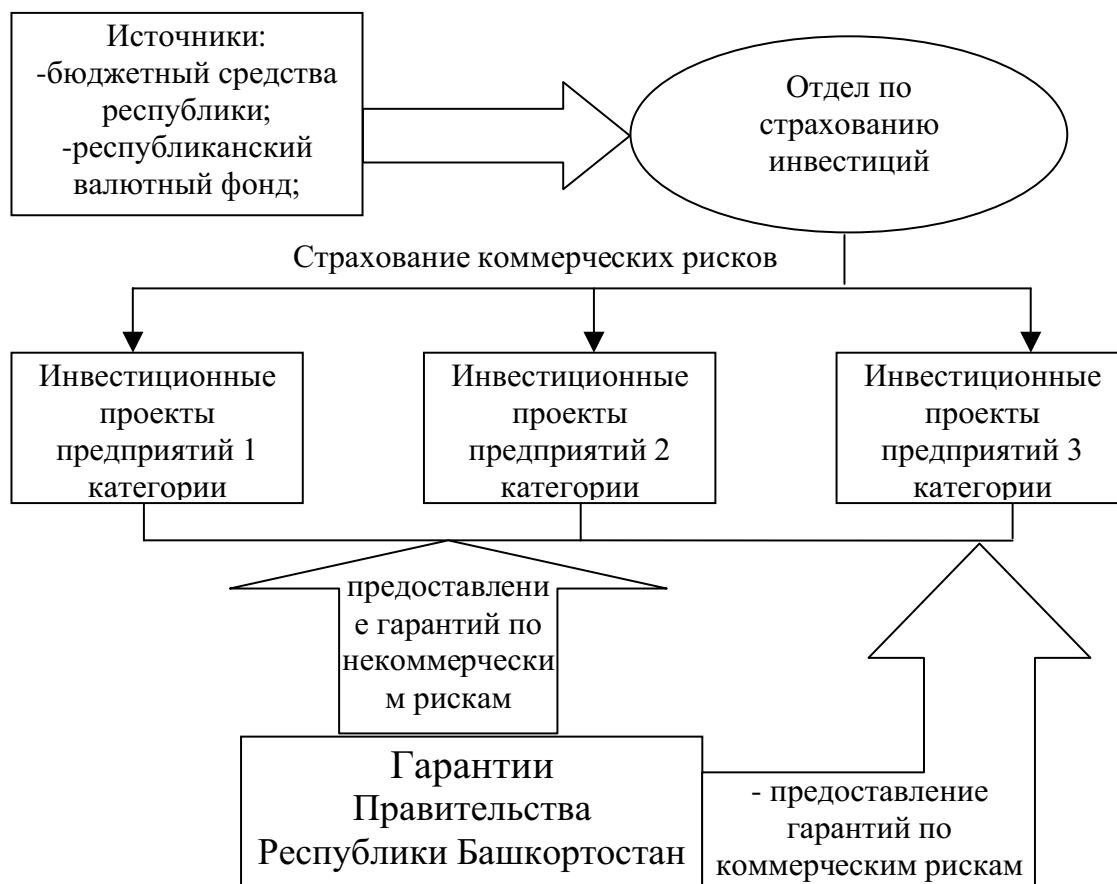 Источники:
-бюджетный средства
республики;
-республиканский
валютный фонд;
Отдел по
страхованию
инвестиций
Страхование коммерческих рисков
Инвестиционные
проекты
предприятий 1
категории
Инвестиционные
проекты
предприятий 2
категории
Инвестиционные
проекты
предприятий 3
категории
предоставлени
е гарантий по
некоммерчески
м рискам
Гарантии
Правительства
Республики Башкортостан
- предоставление
гарантий по
коммерческим рискам